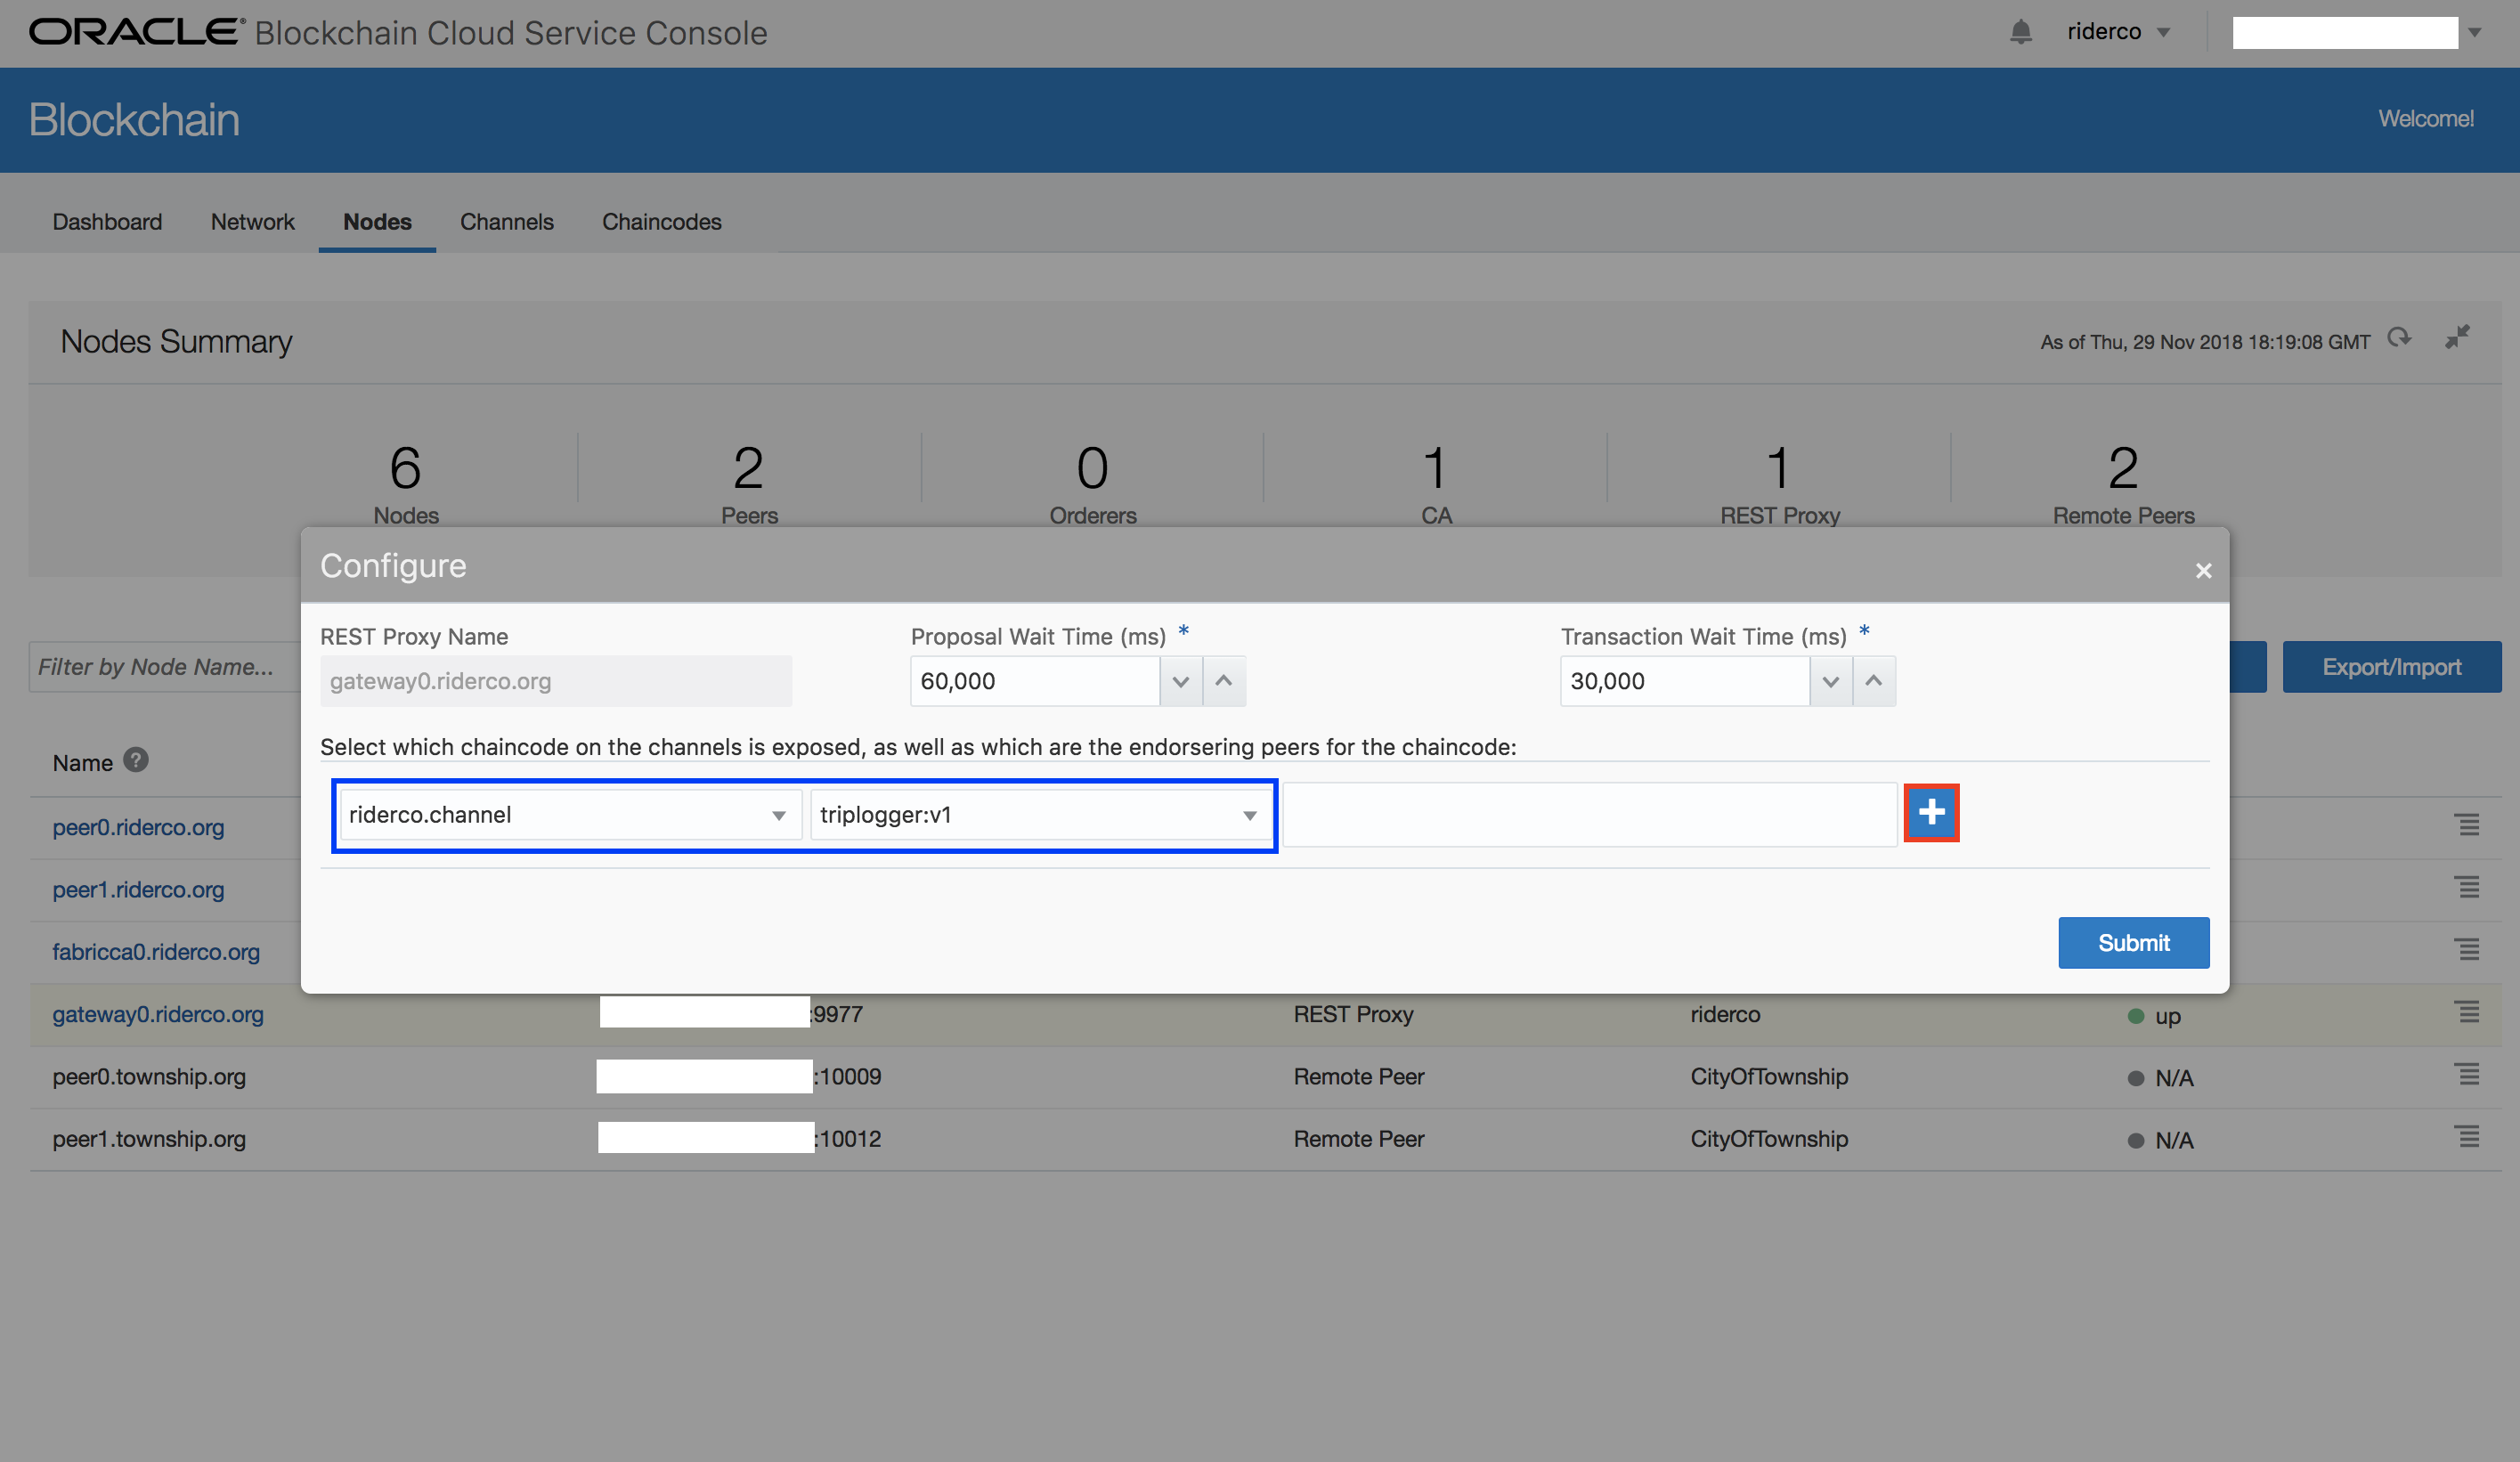 ORACLE® Blockchain Cloud Service Console
riderco
Blockchain
Welcome!
Dashboard Network Nodes Channels Chaincodes
Nodes Summary
As of Thu, 29 Nov 2018 18:19:08 GMT
6 2 0 1 1 2
Nodes Peers Orderers CA REST Proxy Remote Peers
Configure
×
REST Proxy Name Proposal Wait Time (ms) * Transaction Wait Time (ms) *
gateway0.riderco.org 60,000 30,000
Filter by Node Name...
Export/Import
Select which chaincode on the channels is exposed, as well as which are the endorsering peers for the chaincode:
Name ?
riderco.channel triplogger:v1 +
peer0.riderco.org
peer1.riderco.org
Submit
fabricca0.riderco.org
gateway0.riderco.org :9977 REST Proxy riderco up
peer0.township.org :10009 Remote Peer CityOfTownship N/A
peer1.township.org :10012 Remote Peer CityOfTownship N/A